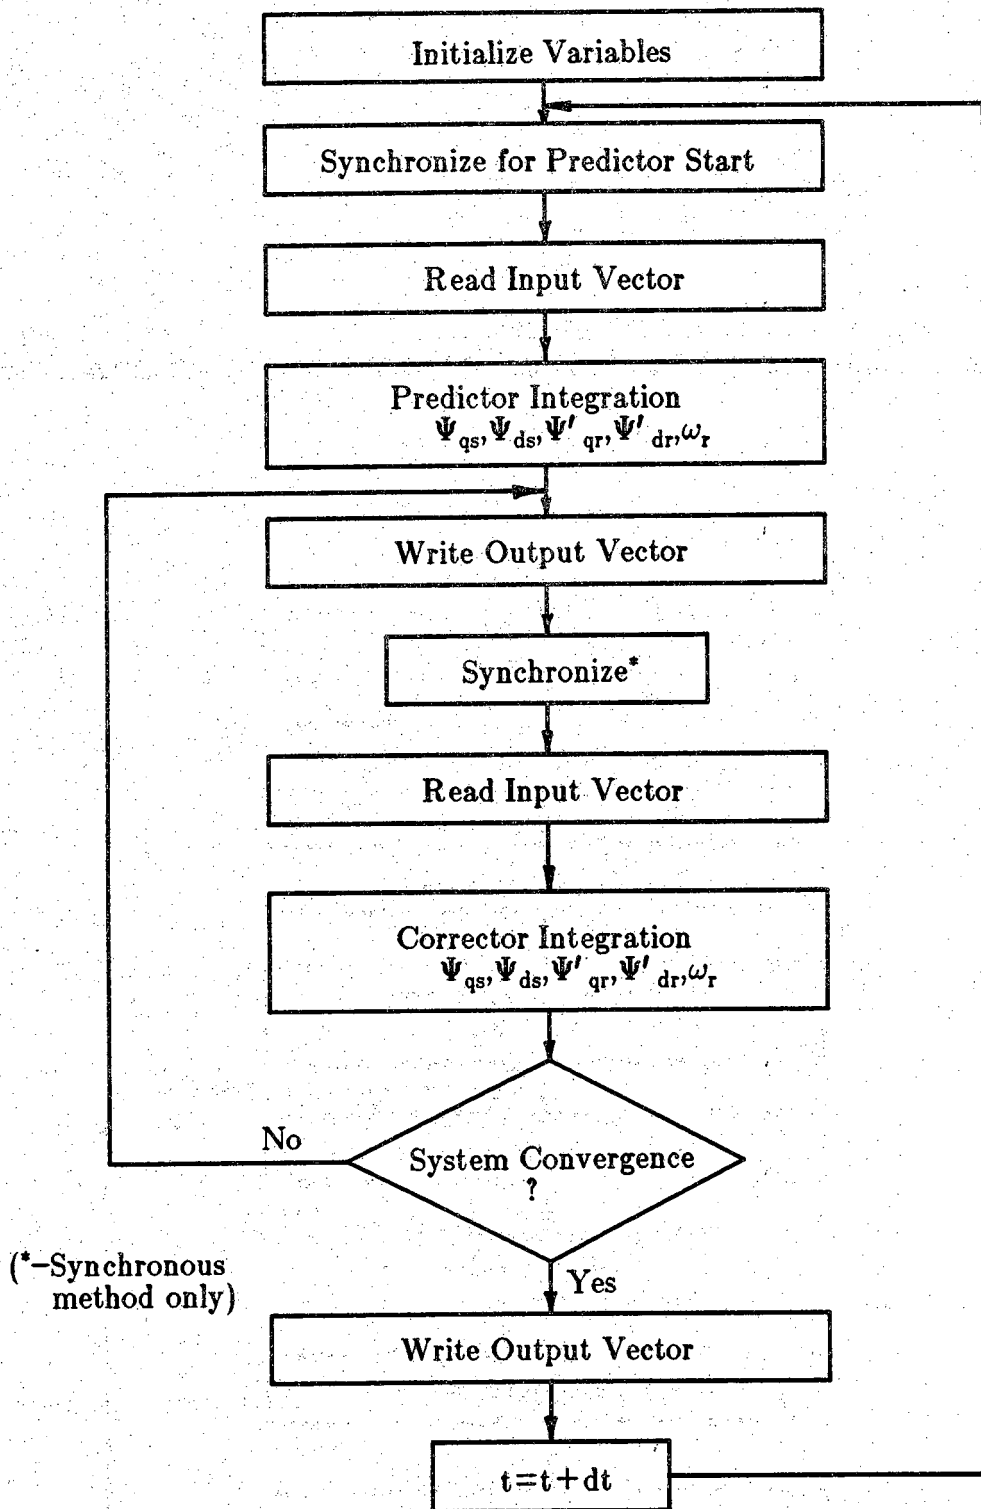 Initialize Variables
Synchronize for Predictor Start
Read Input Vector
Predictor Integration
Ψqs,Ψds,Ψ′qr,Ψ′dr,ωr
Write Output Vector
Synchronize*
Read Input Vector
Corrector Integration
Ψqs,Ψds,Ψ′qr,Ψ′dr,ωr
No
System Convergence
?
(*–Synchronous
method only)
Yes
Write Output Vector
t=t+dt